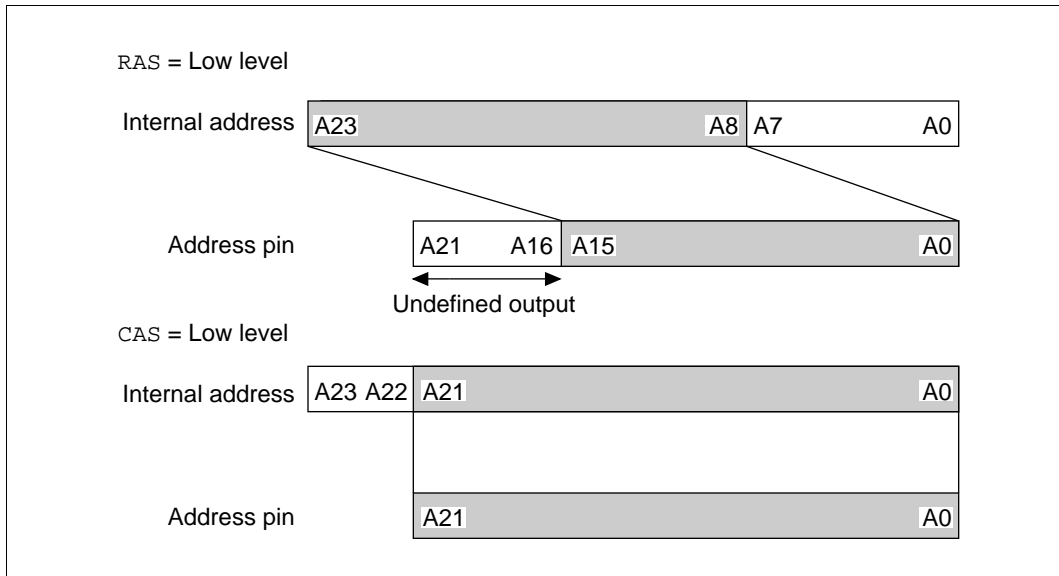 RAS = Low level
Internal address A23 A8 A7 A0
Address pin A21 A16 A15 A0
Undefined output
CAS = Low level
Internal address A23 A22 A21 A0
Address pin A21 A0